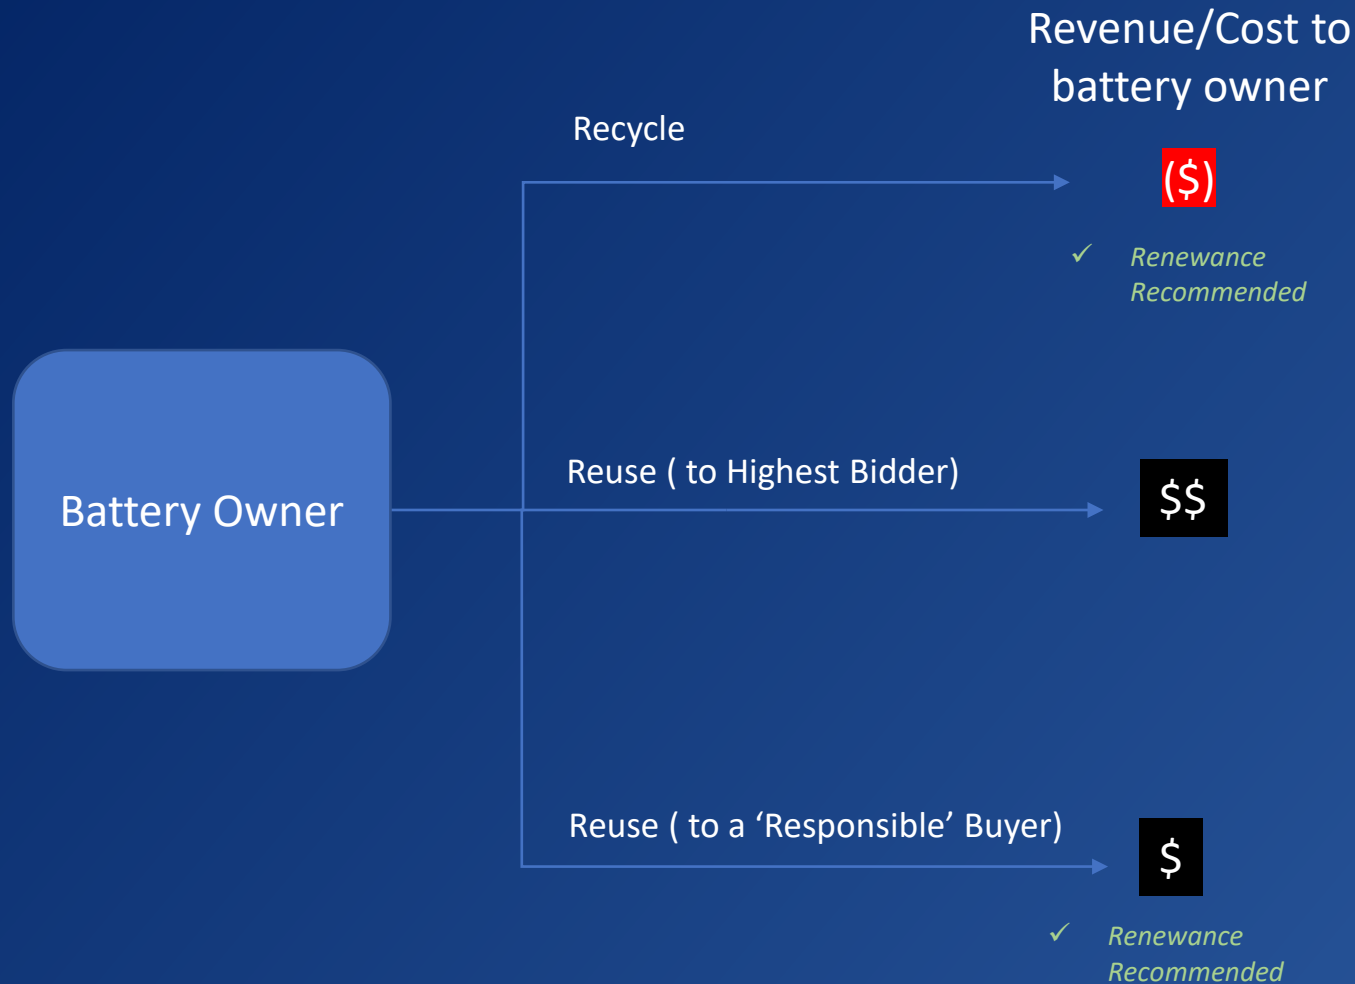 Revenue/Cost to
battery owner
Recycle
($)
✓ Renewance
Recommended
Battery Owner
Reuse ( to Highest Bidder)
$$
Reuse ( to a ‘Responsible’ Buyer)
$
✓ Renewance
Recommended